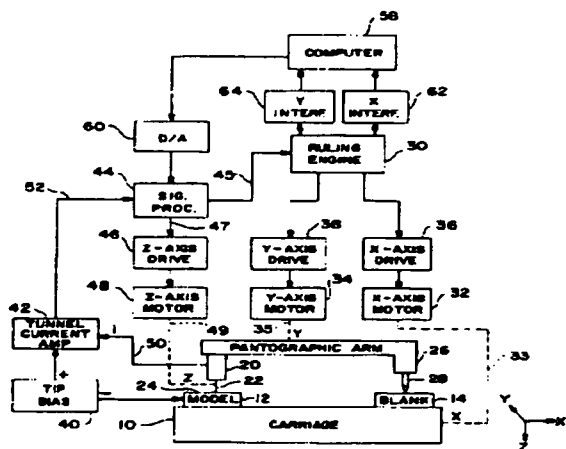 58
COMPUTER
64
Y INTERF.
X INTERF.
62
60
D/A
45
RULING ENGINE
30
44
52
SIG. PROC.
47
46
Z-AXIS DRIVE
36
Y-AXIS DRIVE
36
X-AXIS DRIVE
48
Z-AXIS MOTOR
34
Y-AXIS MOTOR
32
X-AXIS MOTOR
42
TUNNEL CURRENT AMP
i
49
35
Y
33
50
PANTOGRAPHIC ARM
26
20
Z
22
28
+
TIP BIAS
–
24
MODEL
12
BLANK
14
40
10
CARRIAGE
X
Y
X
Z